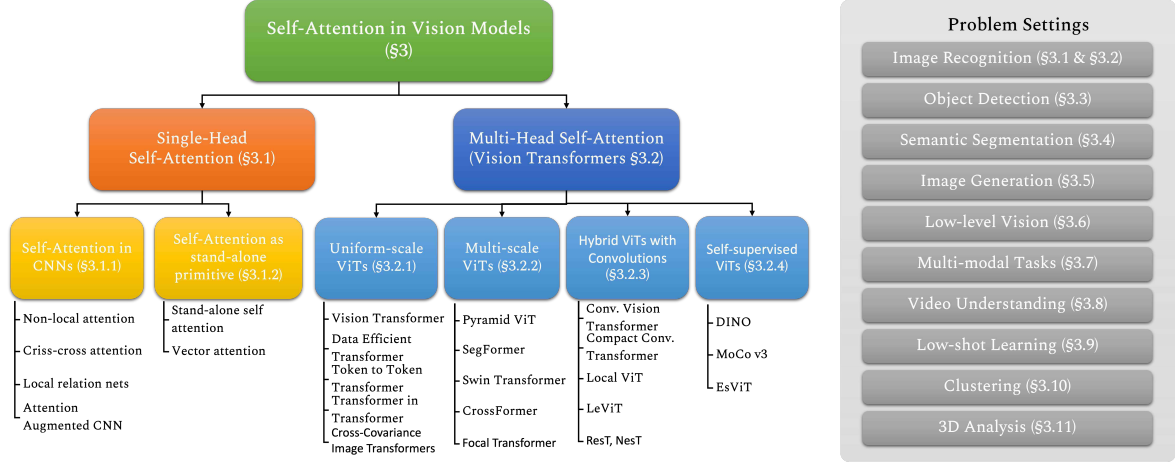 Self-Attention in Vision Models
(§3)
Single-Head
Self-Attention (§3.1)
Multi-Head Self-Attention
(Vision Transformers §3.2)
Self-Attention in
CNNs (§3.1.1)
Self-Attention as
stand-alone
primitive (§3.1.2)
Uniform-scale
ViTs (§3.2.1)
Multi-scale
ViTs (§3.2.2)
Hybrid ViTs with
Convolutions
(§3.2.3)
Self-supervised
ViTs (§3.2.4)
Non-local attention
Criss-cross attention
Local relation nets
Attention
Augmented CNN
Stand-alone self
attention
Vector attention
Vision Transformer
Data Efficient
Transformer
Token to Token
Transformer
Transformer in
Transformer
Cross-Covariance
Image Transformers
Pyramid ViT
SegFormer
Swin Transformer
CrossFormer
Focal Transformer
Conv. Vision
Transformer
Compact Conv.
Transformer
Local ViT
LeViT
ResT, NesT
DINO
MoCo v3
EsViT
Problem Settings
Image Recognition (§3.1 & §3.2)
Object Detection (§3.3)
Semantic Segmentation (§3.4)
Image Generation (§3.5)
Low-level Vision (§3.6)
Multi-modal Tasks (§3.7)
Video Understanding (§3.8)
Low-shot Learning (§3.9)
Clustering (§3.10)
3D Analysis (§3.11)